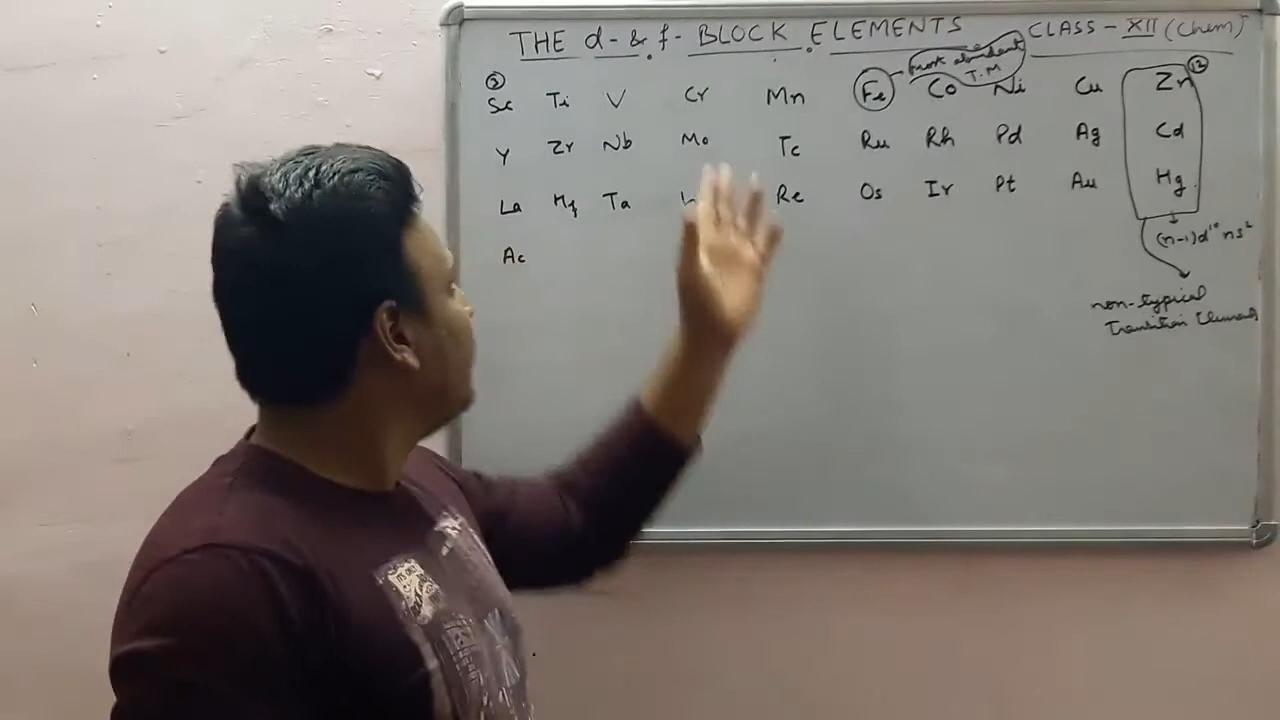 THE d- & f- BLOCK ELEMENTS CLASS - XII (Chem)
most abundant
T.M
3 12
Sc Ti V Cr Mn Fe Co Ni Cu Zn
Y Zr Nb Mo Tc Ru Rh Pd Ag Cd
La Hf Ta Re Os Ir Pt Au Hg
Ac
(n-1)d¹⁰ns²
non-typical
Transition Elements